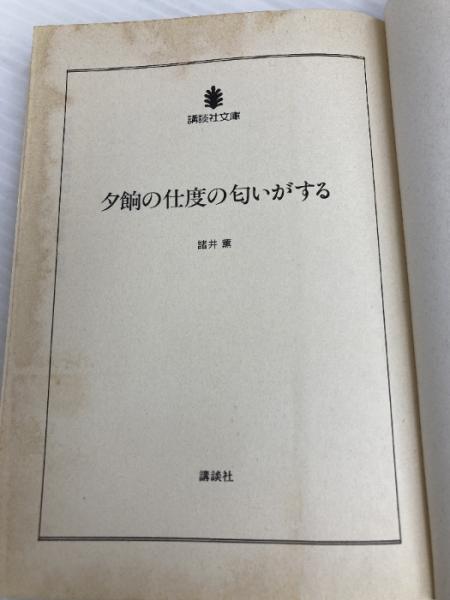 講談社文庫
夕餉の仕度の匂いがする
諸井 薫
講談社